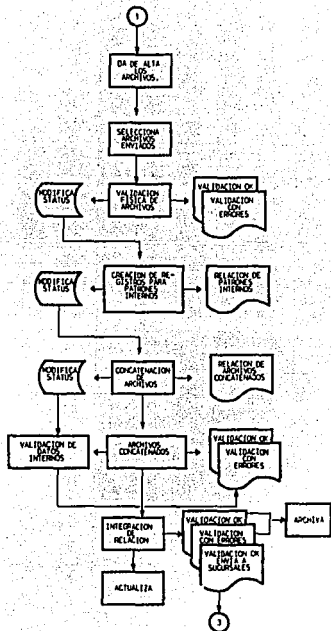 1
DA DE ALTA
LOS
ARCHIVOS.
SELECCIONA
ARCHIVOS
ENVIADOS
MODIFICA
STATUS
VALIDACION
FISICA DE
ARCHIVOS
VALIDACION OK
VALIDACION
CON
ERRORES
MODIFICA
STATUS
CREACION DE RE-
GISTROS PARA
PATRONES
INTERNOS
RELACION DE
PATRONES
INTERNOS
MODIFICA
STATUS
CONCATENACION
DE
ARCHIVOS
RELACION DE
ARCHIVOS
CONCATENADOS
VALIDACION DE
DATOS
INTERNOS
ARCHIVOS
CONCATENADOS
VALIDACION OK
VALIDACION
CON
ERRORES
INTEGRACION
DE
RELACION
VALIDACION OK
VALIDACION
CON ERRORES
VALIDACION OK
ENVIA A
SUCURSALES
ARCHIVA
ACTUALIZA
3